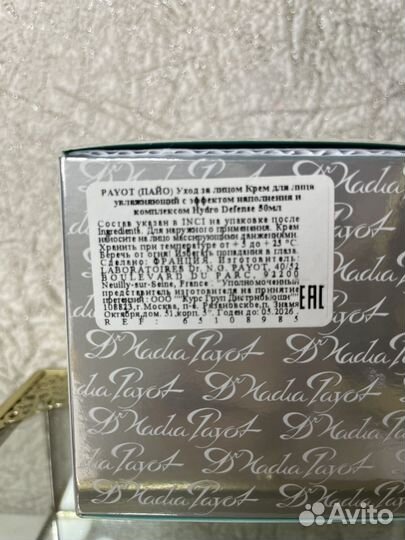 PAYOT (ПАЙО) Уход за лицом Крем для лица
увлажняющий с эффектом наполнения и
комплексом Hydro Defense 50мл
Состав указан в INCI на упаковке после
Ingredients. Для наружного применения. Крем
наносите на лицо массирующими движениями.
Хранить при температуре от + 5 до + 25 °C.
Беречь от огня! Избегать попадания в глаза.
Сделано: ФРАНЦИЯ. Изготовитель:
LABORATOIRES Dr. N.G. PAYOT, 40/52
BOULEVARD DU PARC, 92200
Neuilly-sur-Seine, France. "Уполномоченный
представитель изготовителя на принятие
претензий: ООО "Курс Груп Дистрибьюшн"
108823, г. Москва, п-к Рязановское, п. Знамя
Октября, дом. 31, корп. 3" Годен до: 05.2026
REF: 65108985
EAC
Dr Nadia Payot
Dr Nadia Payot
Dr Nadia Payot
Dr Nadia Payot
Avito